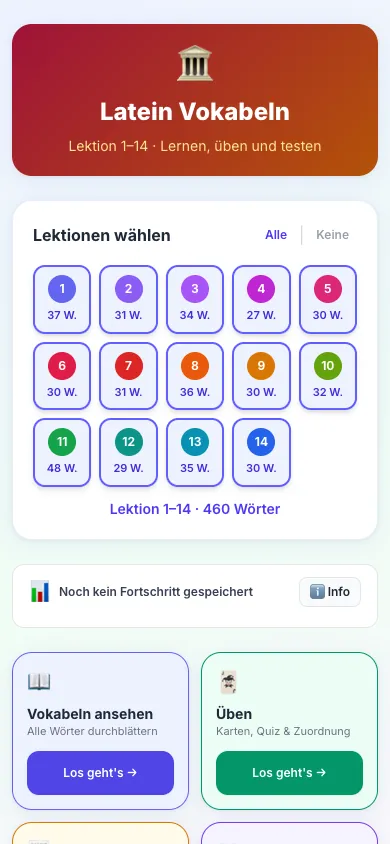 Latein Vokabeln
Lektion 1–14 · Lernen, üben und testen
Lektionen wählen
Alle
Keine
1
2
3
4
5
37 W.
31 W.
34 W.
27 W.
30 W.
6
7
8
9
10
30 W.
31 W.
36 W.
30 W.
32 W.
11
12
13
14
48 W.
29 W.
35 W.
30 W.
Lektion 1–14 · 460 Wörter
Noch kein Fortschritt gespeichert
ℹ️ Info
Vokabeln ansehen
Alle Wörter durchblättern
Los geht's →
Üben
Karten, Quiz & Zuordnung
Los geht's →